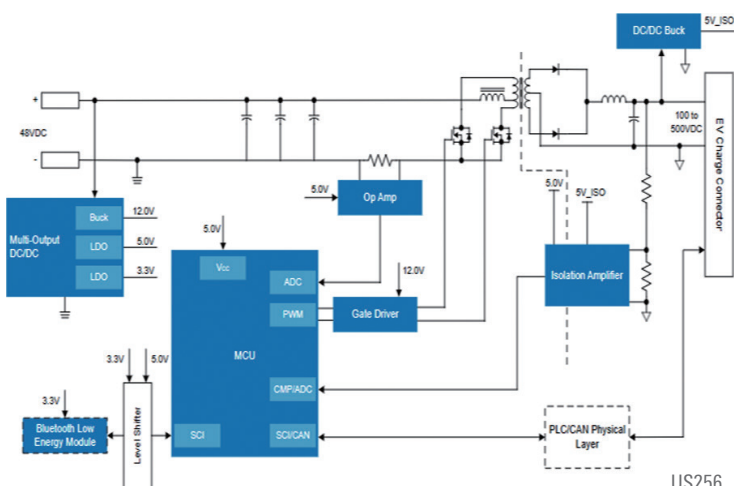 DC/DC Buck
5V_ISO
+
48VDC
-
100 to
500VDC
EV Charge Connector
5.0V
Op Amp
5.0V
5V_ISO
Multi-Output
DC/DC
Buck
12.0V
LDO
5.0V
LDO
3.3V
5.0V
Vcc
ADC
PWM
MCU
CMP/ADC
SCI
SCI/CAN
12.0V
Gate Driver
Isolation Amplifier
3.3V
5.0V
3.3V
Bluetooth Low
Energy Module
Level Shifter
PLC/CAN Physical
Layer
US256